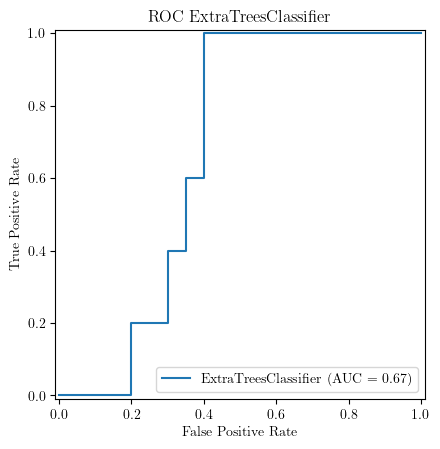 ROC ExtraTreesClassifier
1.0
0.8
0.6
0.4
0.2
0.0
True Positive Rate
ExtraTreesClassifier (AUC = 0.67)
0.0 0.2 0.4 0.6 0.8 1.0
False Positive Rate